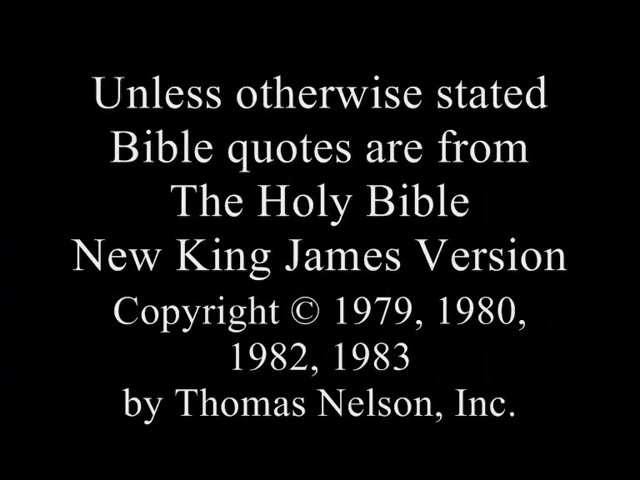 Unless otherwise stated
Bible quotes are from
The Holy Bible
New King James Version
Copyright © 1979, 1980,
1982, 1983
by Thomas Nelson, Inc.